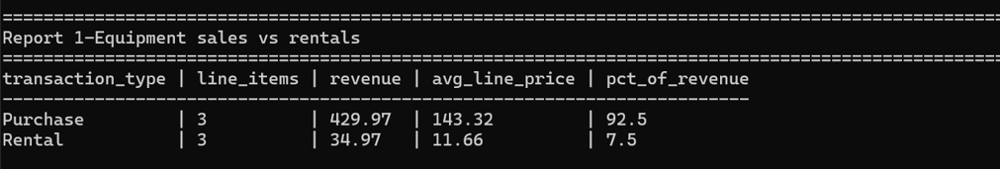 ====================================================================================================
Report 1-Equipment sales vs rentals
====================================================================================================
transaction_type | line_items | revenue | avg_line_price | pct_of_revenue
-------------------------------------------------------------------------
Purchase         | 3          | 429.97  | 143.32         | 92.5
Rental           | 3          | 34.97   | 11.66          | 7.5